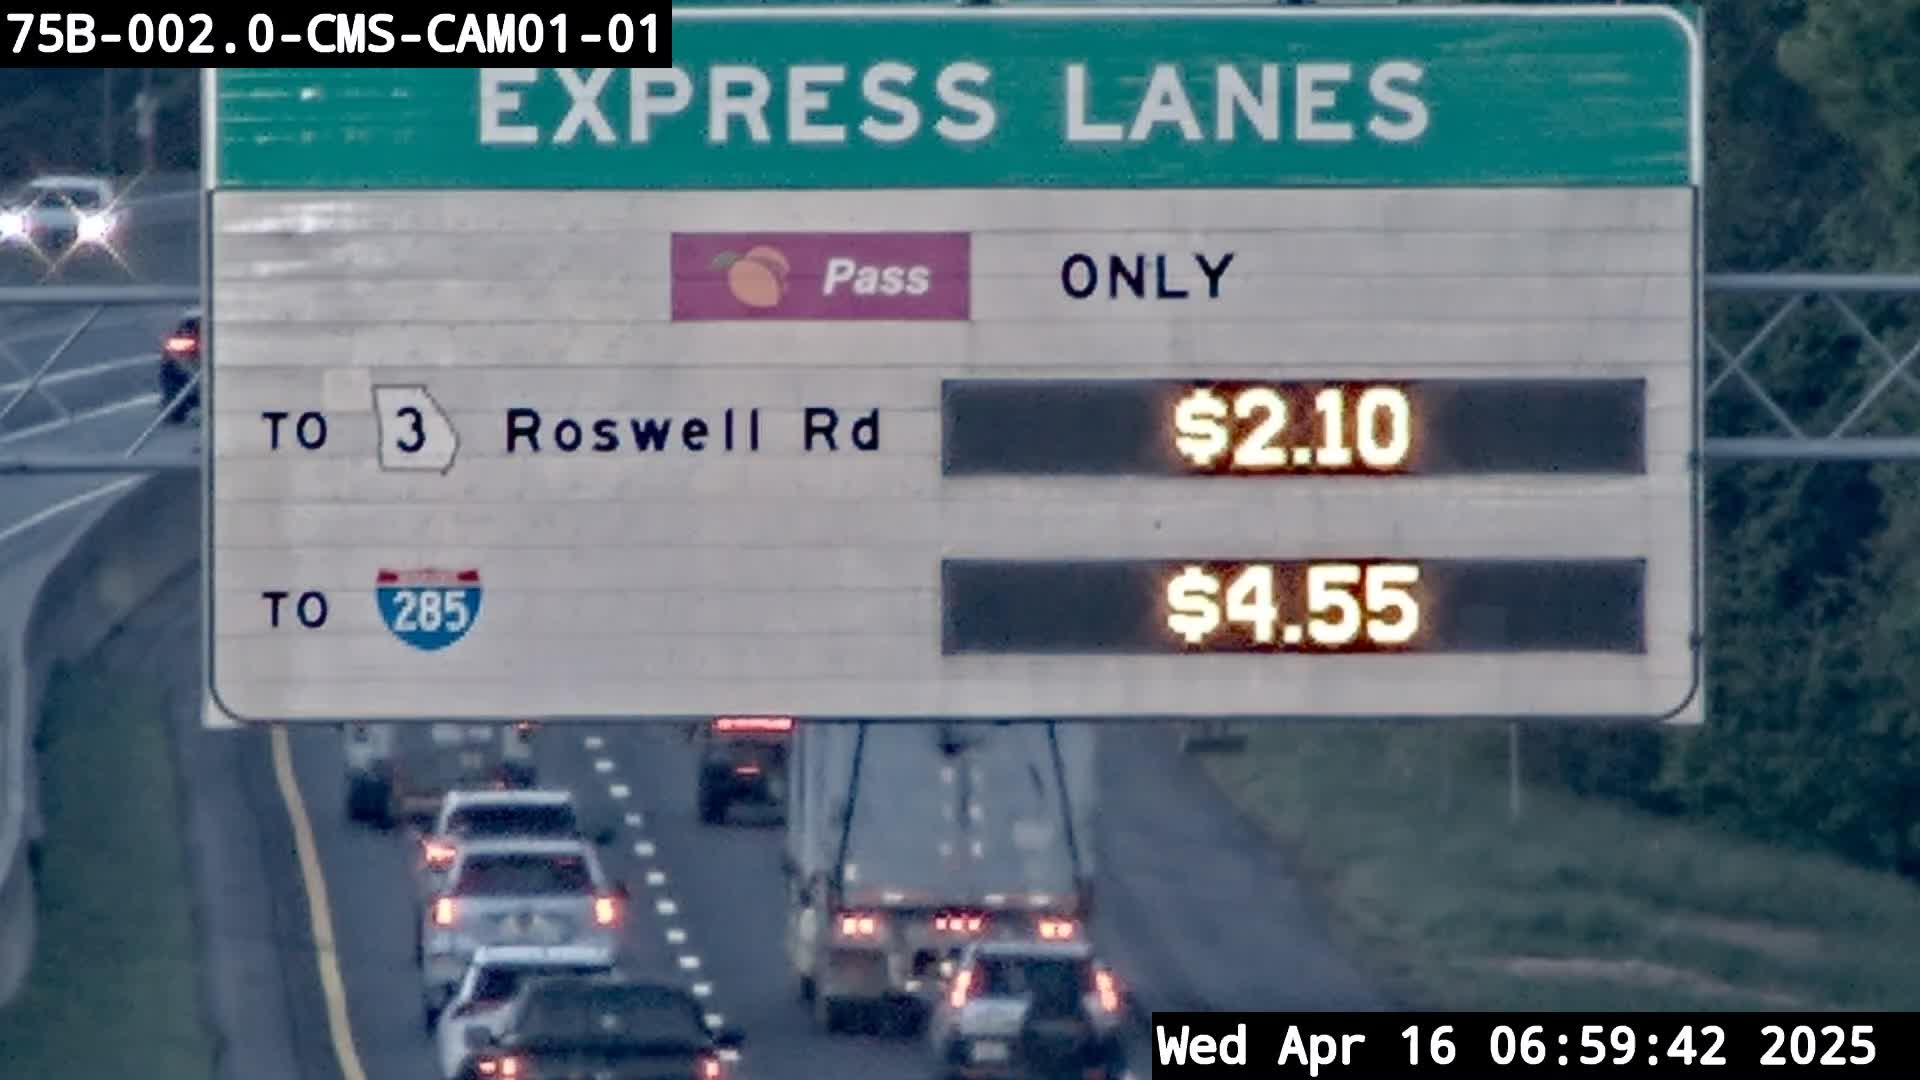 75B-002.0-CMS-CAM01-01
EXPRESS LANES
Pass ONLY
TO 3 Roswell Rd $2.10
TO 285 $4.55
Wed Apr 16 06:59:42 2025